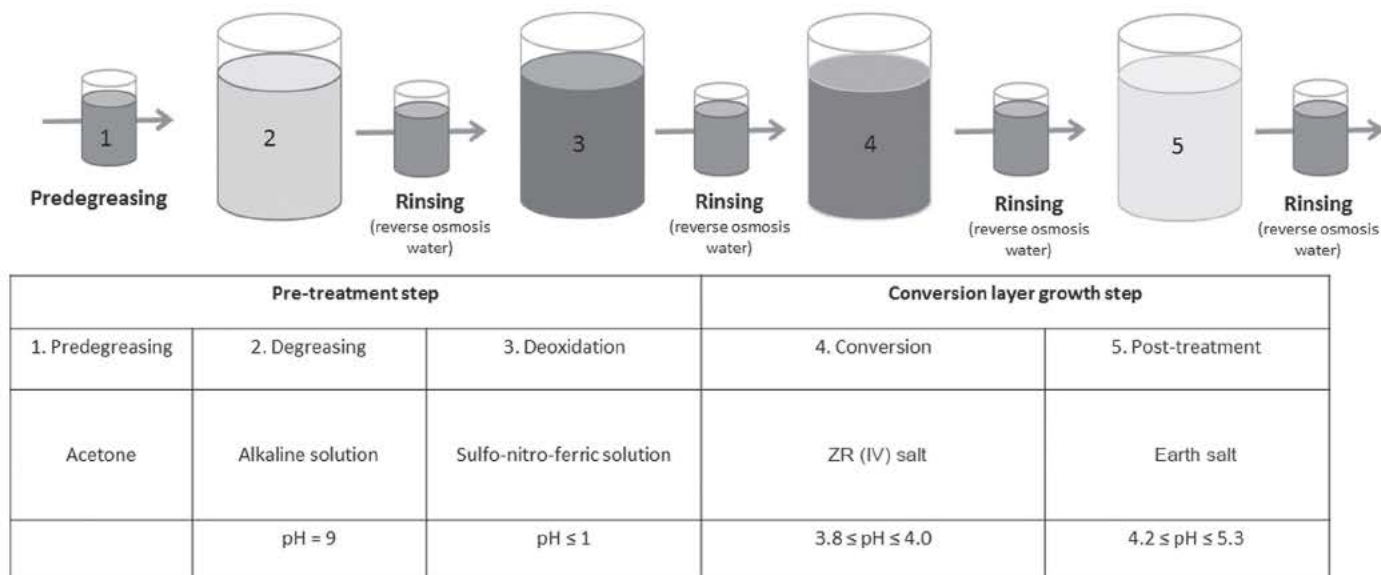 1
2
3
4
5
Predegreasing
Rinsing
(reverse osmosis
water)
Rinsing
(reverse osmosis
water)
Rinsing
(reverse osmosis
water)
Rinsing
(reverse osmosis
water)
Pre-treatment step
Conversion layer growth step
1. Predegreasing
2. Degreasing
3. Deoxidation
4. Conversion
5. Post-treatment
Acetone
Alkaline solution
Sulfo-nitro-ferric solution
ZR (IV) salt
Earth salt
pH = 9
pH ≤ 1
3.8 ≤ pH ≤ 4.0
4.2 ≤ pH ≤ 5.3